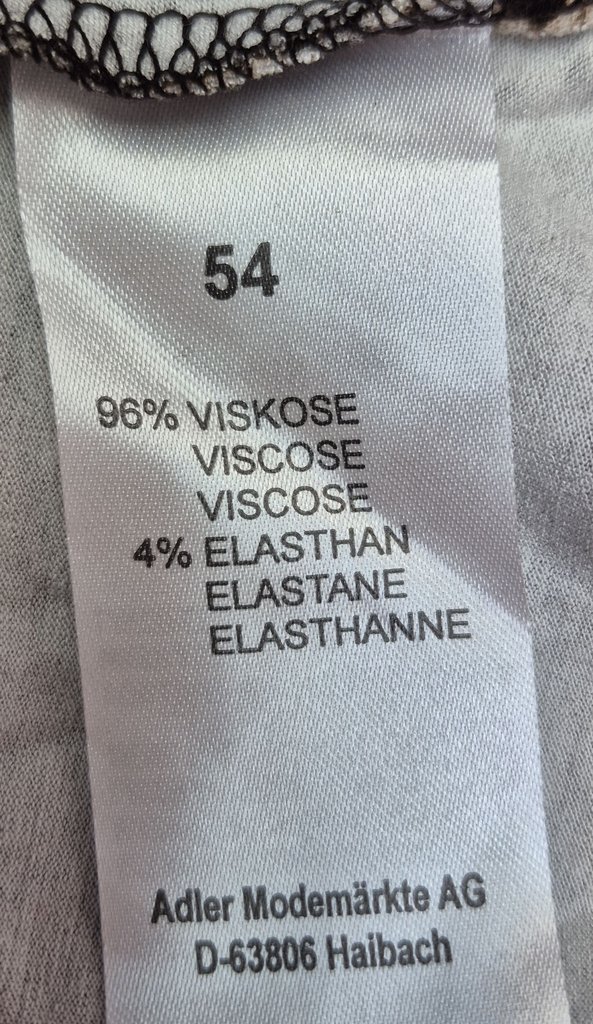 54
96% VISKOSE
VISCOSE
VISCOSE
4% ELASTHAN
ELASTANE
ELASTHANNE
Adler Modemärkte AG
D-63806 Haibach